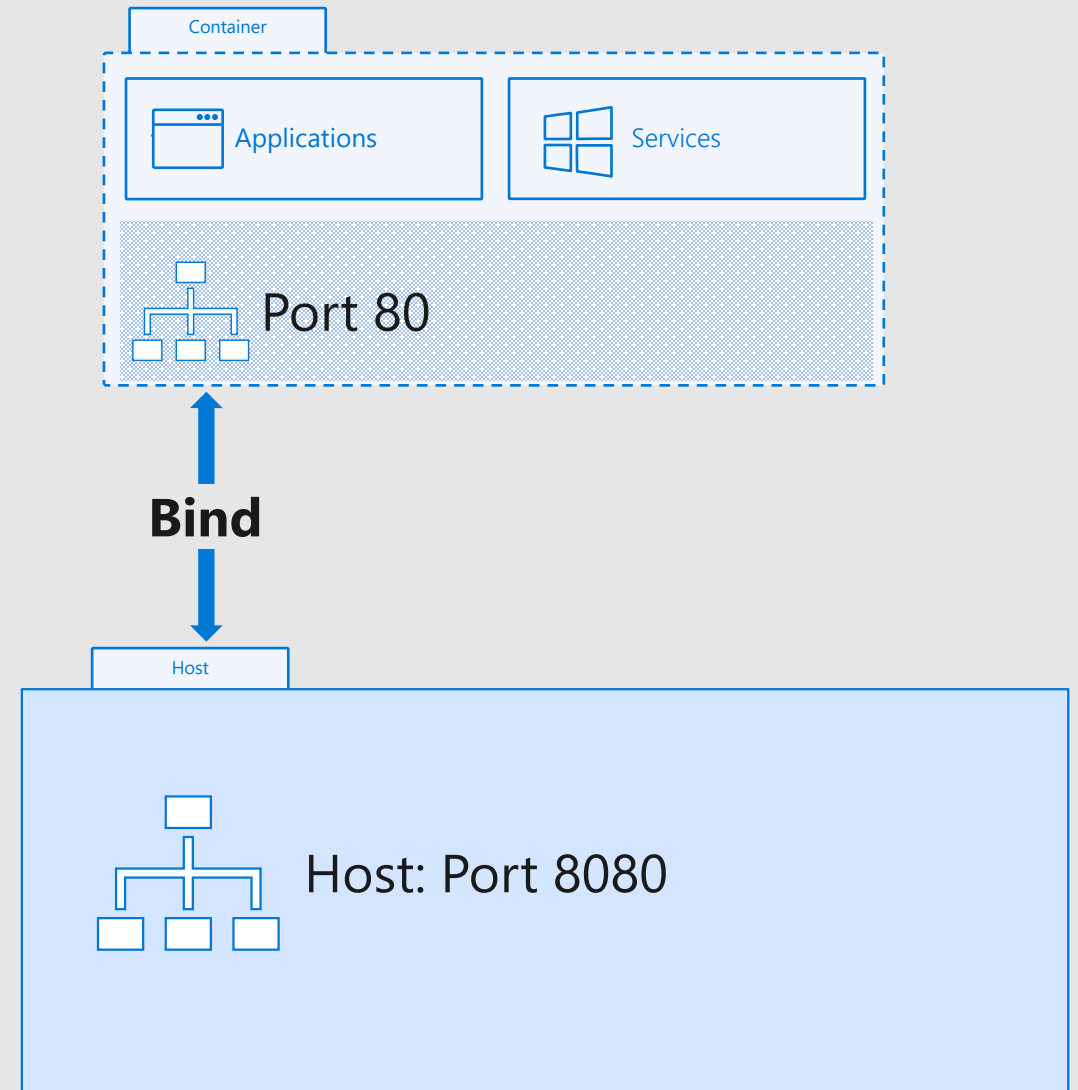 Container
Applications
Services
Port 80
Bind
Host
Host: Port 8080